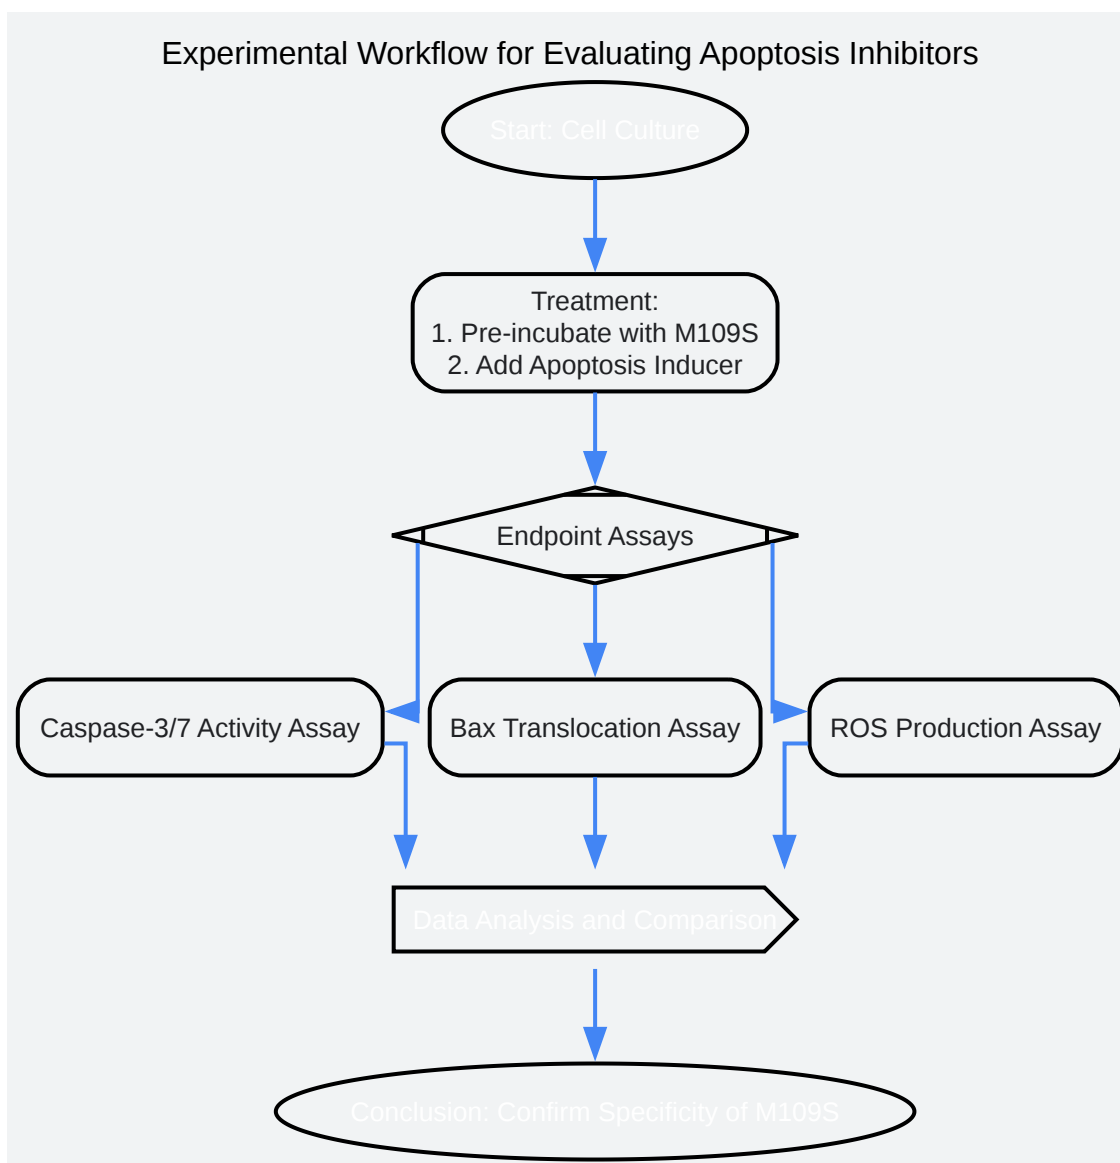 Experimental Workflow for Evaluating Apoptosis Inhibitors
Start: Cell Culture
Treatment:
1. Pre-incubate with M109S
2. Add Apoptosis Inducer
Endpoint Assays
Caspase-3/7 Activity Assay
Bax Translocation Assay
ROS Production Assay
Data Analysis and Comparison
Conclusion: Confirm Specificity of M109S